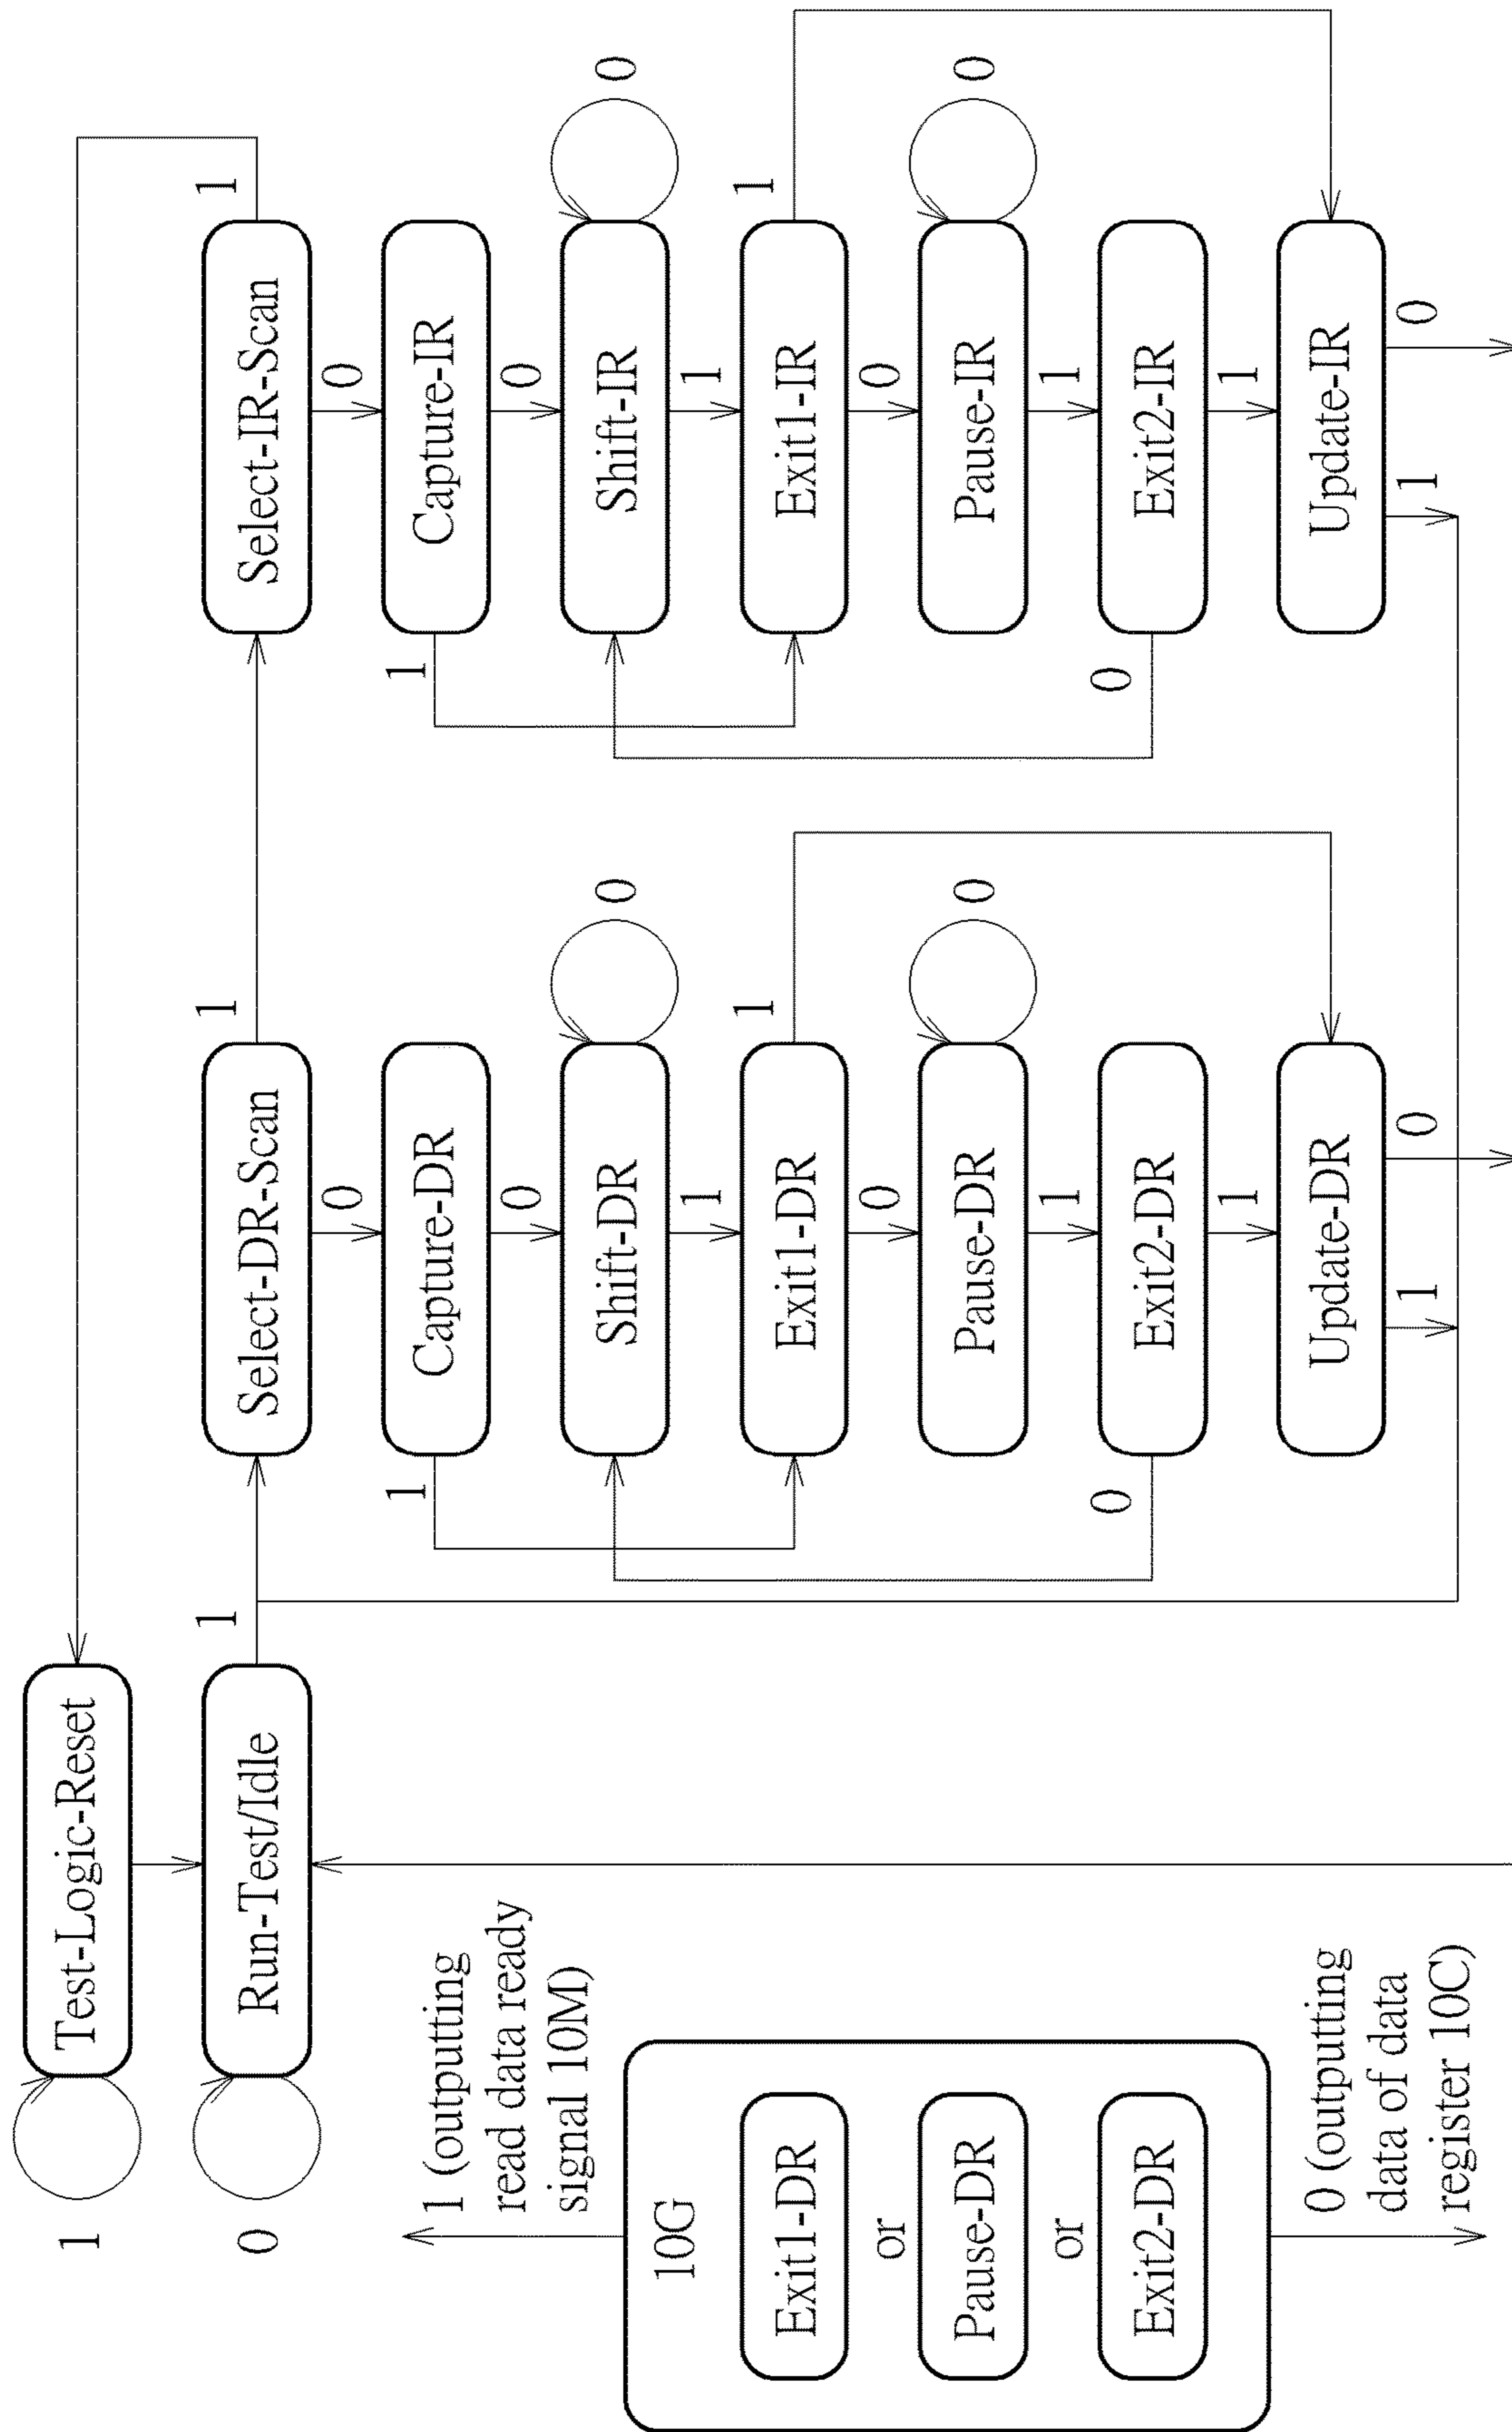 1
Test-Logic-Reset
0
Run-Test/Idle
1
Select-DR-Scan
1
Select-IR-Scan
1
0
0
Capture-DR
Capture-IR
1
0
1
0
Shift-DR
0
Shift-IR
0
1
1
Exit1-DR
1
Exit1-IR
1
0
0
Pause-DR
0
Pause-IR
0
1
1
Exit2-DR
Exit2-IR
0
1
0
1
Update-DR
Update-IR
1
0
1
0
1 (outputting
read data ready
signal 10M)
10G
Exit1-DR
or
Pause-DR
or
Exit2-DR
0 (outputting
data of data
register 10C)